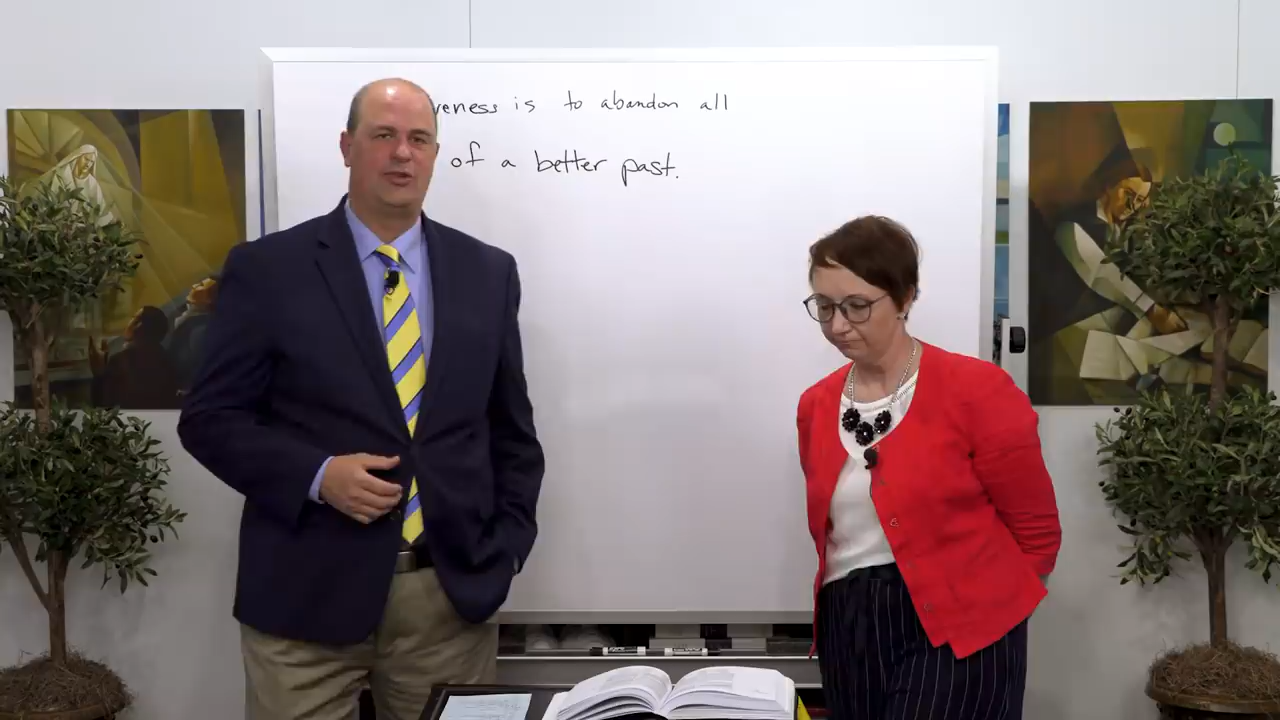 veness is to abandon all
of a better past.